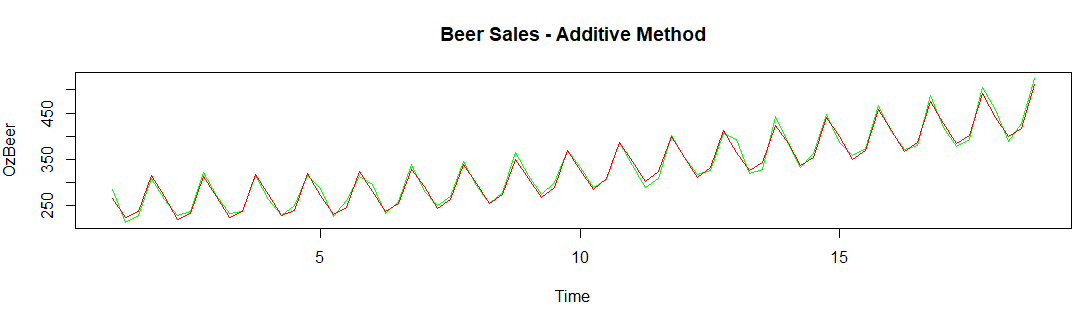 Beer Sales - Additive Method
OzBeer
450
350
250
5 10 15
Time